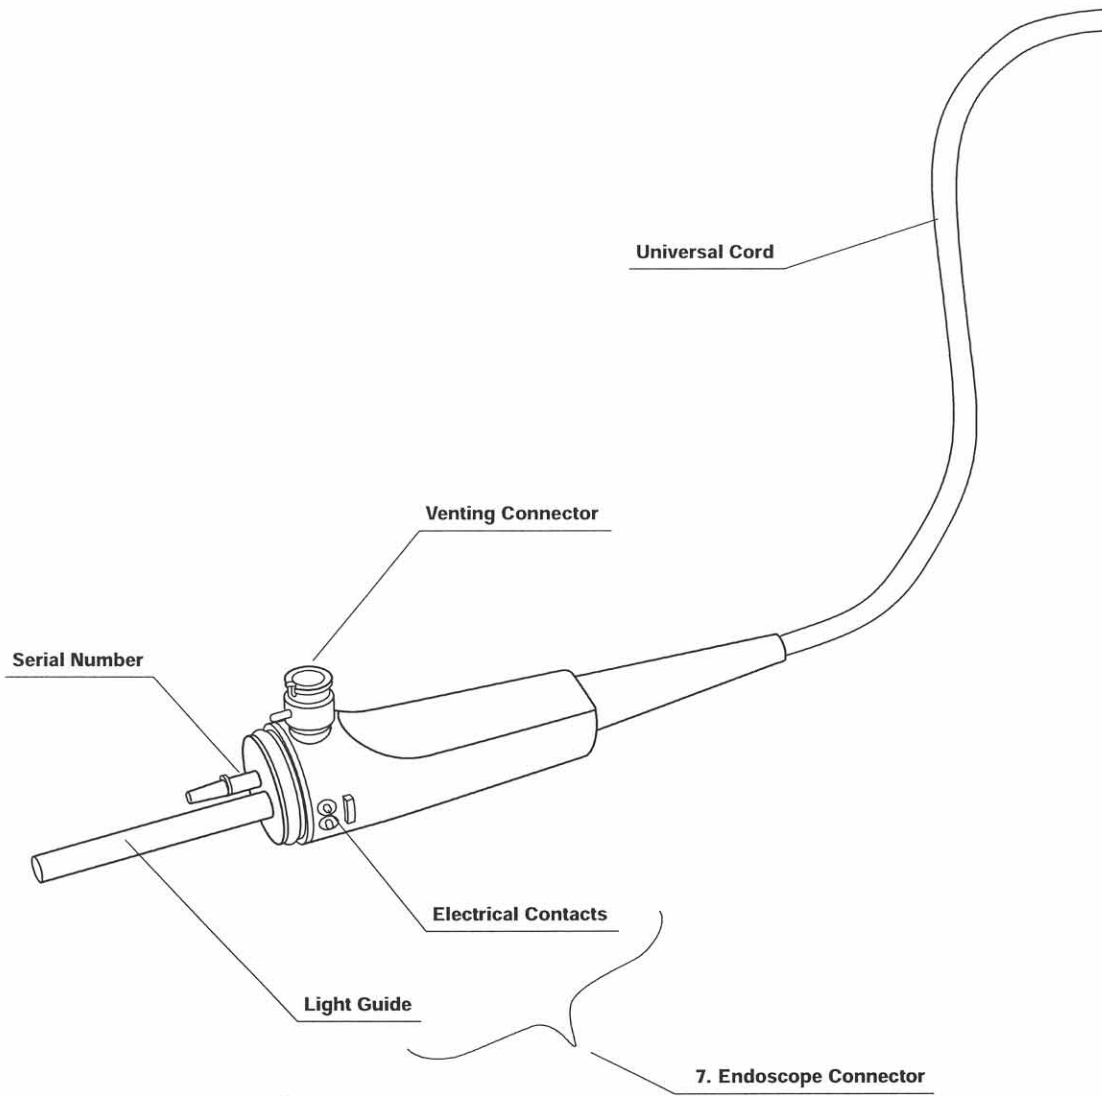 Universal Cord
Venting Connector
Serial Number
Electrical Contacts
Light Guide
7. Endoscope Connector